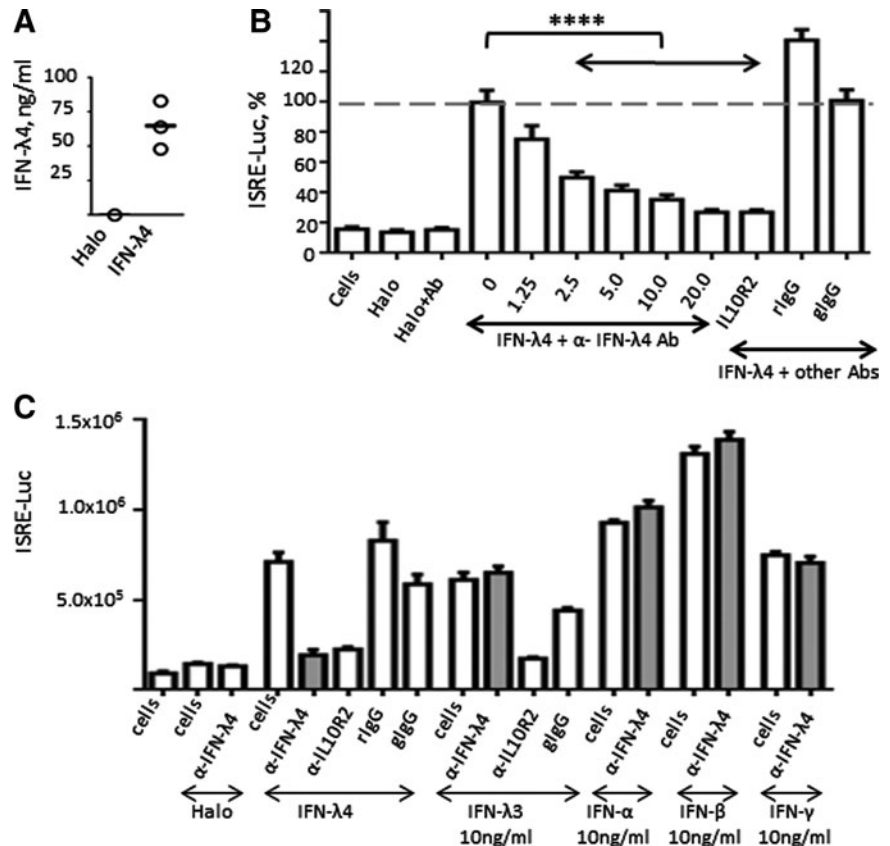 A
IFN-λ4, ng/ml
100
75
50
25
Halo
IFN-λ4
B
ISRE-Luc, %
120
100
80
60
40
20
0
****
Cells
Halo
Halo+Ab
0
1.25
2.5
5.0
10.0
20.0
IL10R2
rIgG
gIgG
IFN-λ4 + α- IFN-λ4 Ab
IFN-λ4 + other Abs
C
ISRE-Luc
1.5x10⁶
1.0x10⁶
5.0x10⁵
cells
cells
α-IFN-λ4
cells
α-IFN-λ4
α-IL10R2
rIgG
gIgG
cells
α-IFN-λ4
α-IL10R2
gIgG
cells
α-IFN-λ4
cells
α-IFN-λ4
cells
α-IFN-λ4
Halo
IFN-λ4
IFN-λ3
10ng/ml
IFN-α
10ng/ml
IFN-β
10ng/ml
IFN-γ
10ng/ml